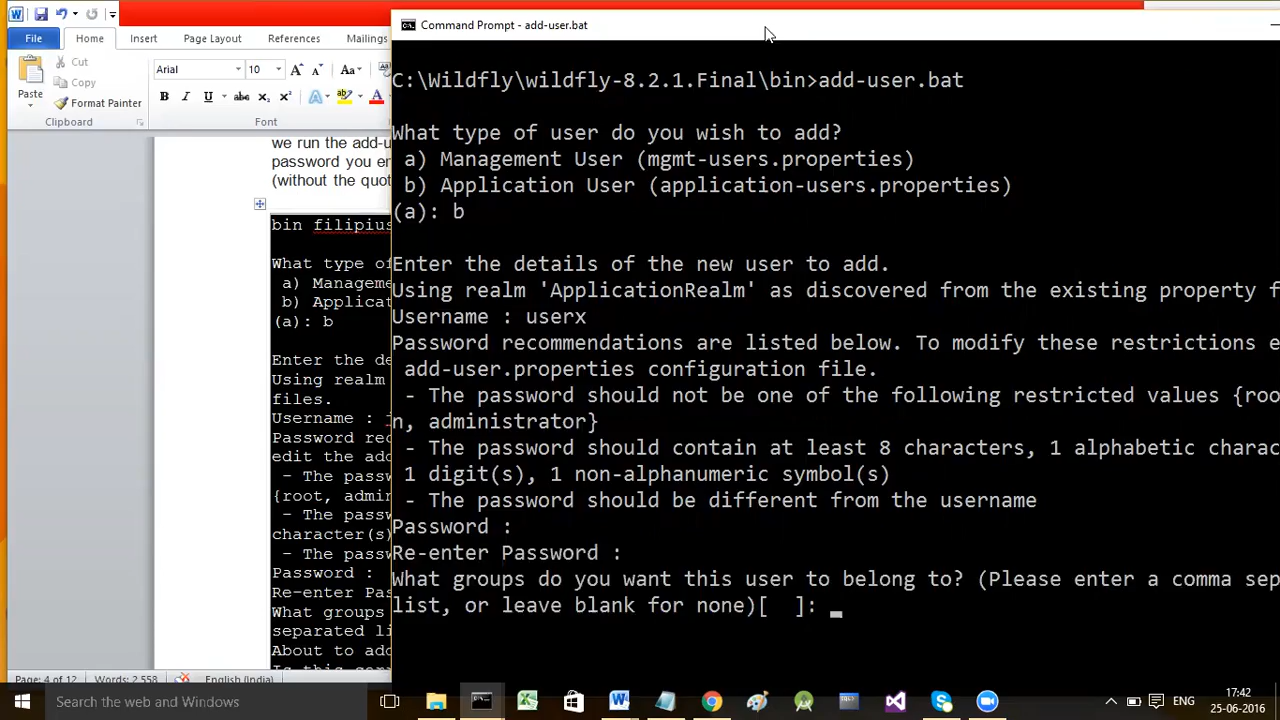 Command Prompt - add-user.bat
File Home Insert Page Layout References Mailings
Cut
Copy
Format Painter
Paste
Arial 10
Clipboard Font
C:\Wildfly\wildfly-8.2.1.Final\bin>add-user.bat
What type of user do you wish to add?
a) Management User (mgmt-users.properties)
b) Application User (application-users.properties)
(a): b
Enter the details of the new user to add.
Using realm 'ApplicationRealm' as discovered from the existing property f
Username : userx
Password recommendations are listed below. To modify these restrictions e
add-user.properties configuration file.
- The password should not be one of the following restricted values {roo
n, administrator}
- The password should contain at least 8 characters, 1 alphabetic charac
1 digit(s), 1 non-alphanumeric symbol(s)
- The password should be different from the username
Password :
Re-enter Password :
What groups do you want this user to belong to? (Please enter a comma sep
list, or leave blank for none)[  ]:
we run the add-u
password you en
(without the quot
bin filipius
What type of
a) Manageme
b) Applicat
(a): b
Enter the de
Using realm
files.
Username :
Password rec
edit the add
- The passw
{root, admin
- The passw
character(s)
- The passw
Password :
Re-enter Pas
What groups
separated li
About to add
Page: 4 of 12 Words: 2,558 English (India)
Search the web and Windows
ENG
17:42
25-06-2016